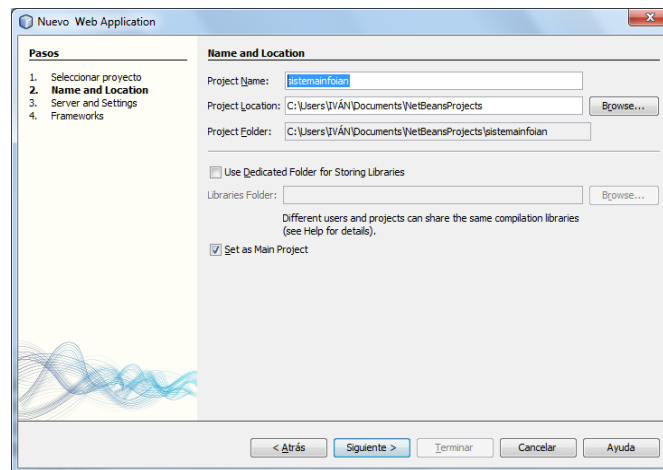 Nuevo Web Application
Pasos
1. Seleccionar proyecto
2. Name and Location
3. Server and Settings
4. Frameworks
Name and Location
Project Name: sistemainfoian
Project Location: C:\Users\IVÁN\Documents\NetBeansProjects Browse...
Project Folder: C:\Users\IVÁN\Documents\NetBeansProjects\sistemainfoian
Use Dedicated Folder for Storing Libraries
Libraries Folder: Browse...
Different users and projects can share the same compilation libraries
(see Help for details).
Set as Main Project
< Atrás Siguiente > Terminar Cancelar Ayuda